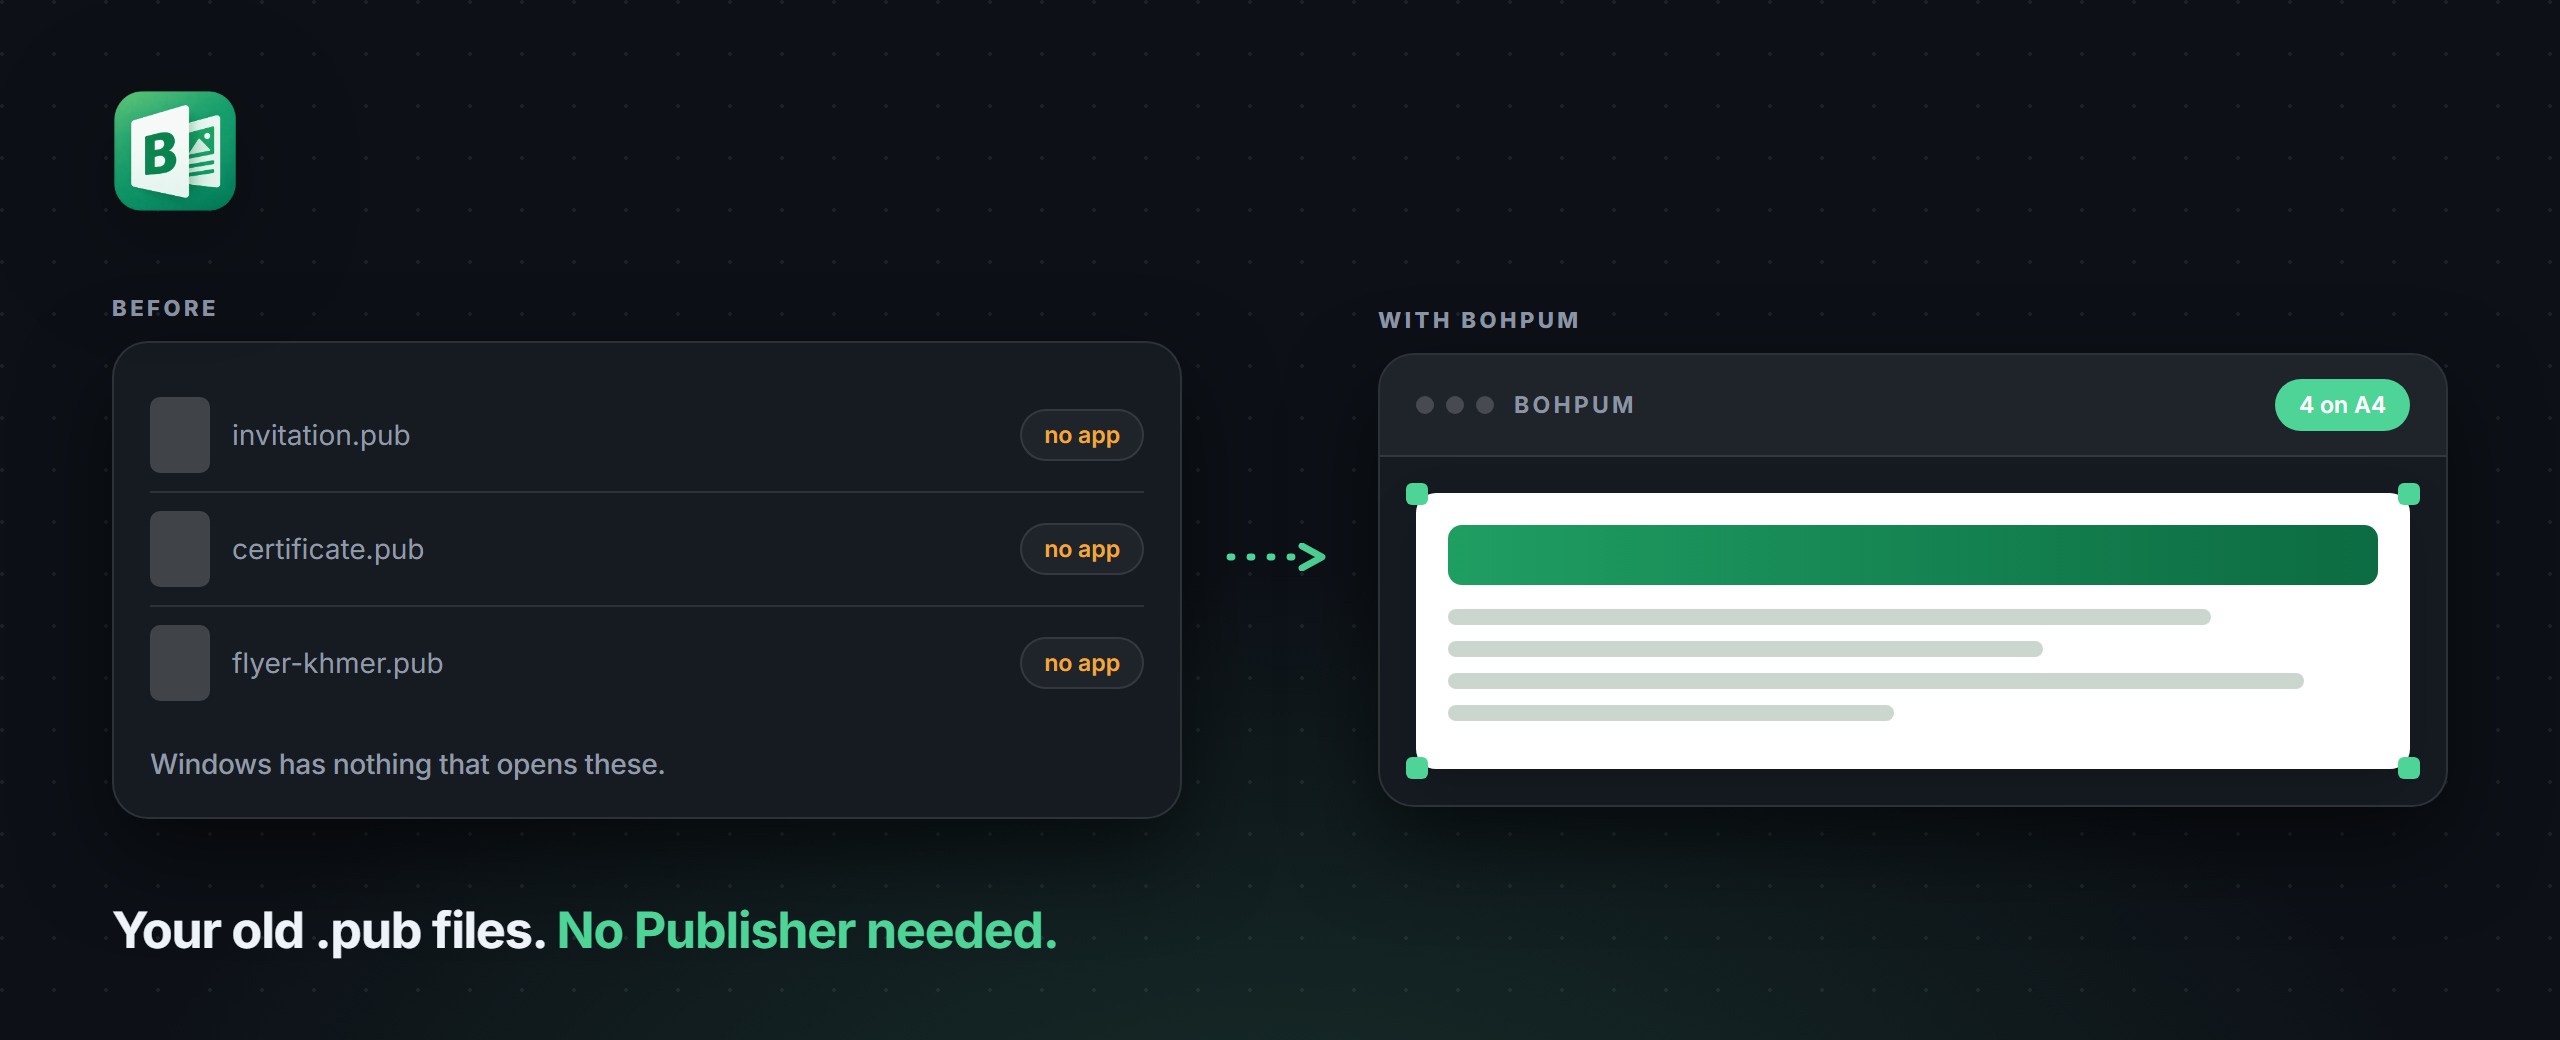 B
BEFORE
invitation.pub no app
certificate.pub no app
flyer-khmer.pub no app
Windows has nothing that opens these.
WITH BOHPUM
BOHPUM 4 on A4
Your old .pub files. No Publisher needed.